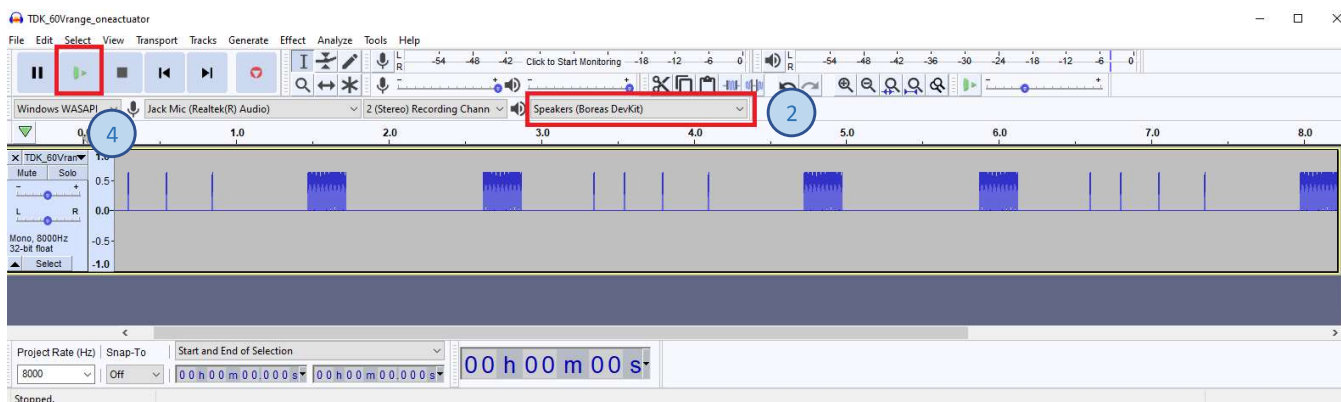 TDK_60Vrange_oneactuator
File Edit Select View Transport Tracks Generate Effect Analyze Tools Help
L R -54 -48 -42 Click to Start Monitoring -18 -12 -6 0 L R -54 -48 -42 -36 -30 -24 -18 -12 -6 0
Windows WASAPI Jack Mic (Realtek(R) Audio) 2 (Stereo) Recording Chann Speakers (Boreas DevKit) 2
4 1.0 2.0 3.0 4.0 5.0 6.0 7.0 8.0
X TDK_60Vran 1.0
Mute Solo
- + 0.5-
L R 0.0-
Mono, 8000Hz
32-bit float -0.5-
Select -1.0
Project Rate (Hz) Snap-To Start and End of Selection
8000 Off 00 h 00 m 00.000 s 00 h 00 m 00.000 s 00 h 00 m 00 s
Stopped.